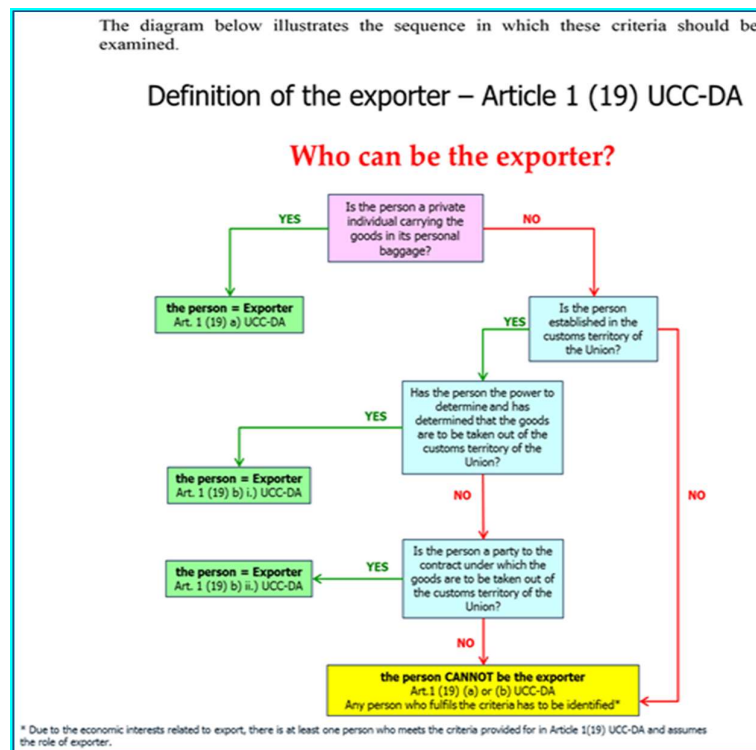 The diagram below illustrates the sequence in which these criteria should be
examined.
Definition of the exporter – Article 1 (19) UCC-DA
Who can be the exporter?
Is the person a private
individual carrying the
goods in its personal
baggage?
YES
NO
the person = Exporter
Art. 1 (19) a) UCC-DA
Is the person
established in the
customs territory of
the Union?
YES
Has the person the power to
determine and has
determined that the goods
are to be taken out of the
customs territory of the
Union?
YES
the person = Exporter
Art. 1 (19) b) i.) UCC-DA
NO
NO
Is the person a party to the
contract under which the
goods are to be taken out of
the customs territory of the
Union?
YES
the person = Exporter
Art. 1 (19) b) ii.) UCC-DA
NO
the person CANNOT be the exporter
Art.1 (19) (a) or (b) UCC-DA
Any person who fulfils the criteria has to be identified*
* Due to the economic interests related to export, there is at least one person who meets the criteria provided for in Article 1(19) UCC-DA and assumes
the role of exporter.